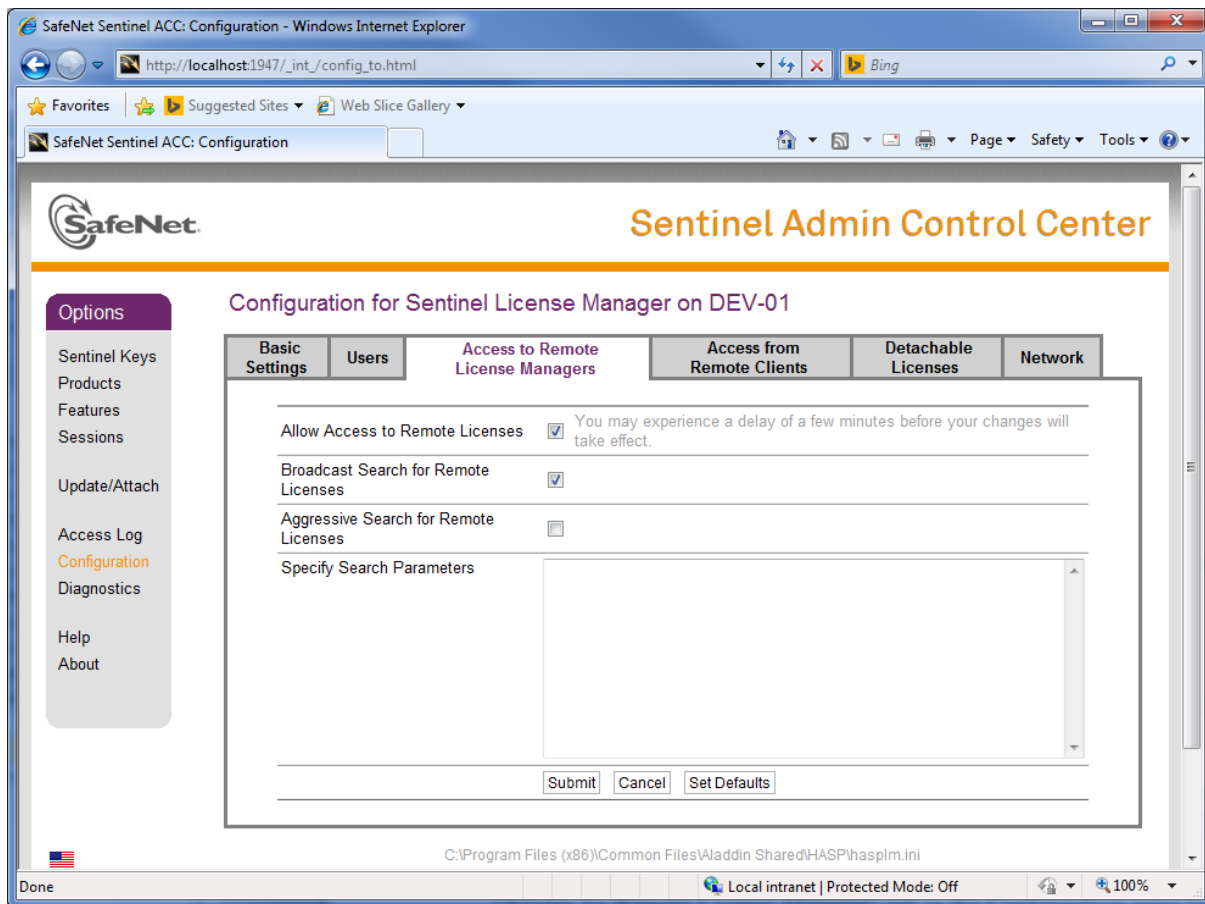 SafeNet Sentinel ACC: Configuration - Windows Internet Explorer
http://localhost:1947/_int_/config_to.html
Bing
Favorites
Suggested Sites
Web Slice Gallery
SafeNet Sentinel ACC: Configuration
Page
Safety
Tools
SafeNet.
Sentinel Admin Control Center
Options
Sentinel Keys
Products
Features
Sessions
Update/Attach
Access Log
Configuration
Diagnostics
Help
About
Configuration for Sentinel License Manager on DEV-01
Basic
Settings
Users
Access to Remote
License Managers
Access from
Remote Clients
Detachable
Licenses
Network
Allow Access to Remote Licenses
You may experience a delay of a few minutes before your changes will
take effect.
Broadcast Search for Remote
Licenses
Aggressive Search for Remote
Licenses
Specify Search Parameters
Submit
Cancel
Set Defaults
C:\Program Files (x86)\Common Files\Aladdin Shared\HASP\hasplm.ini
Done
Local intranet | Protected Mode: Off
100%